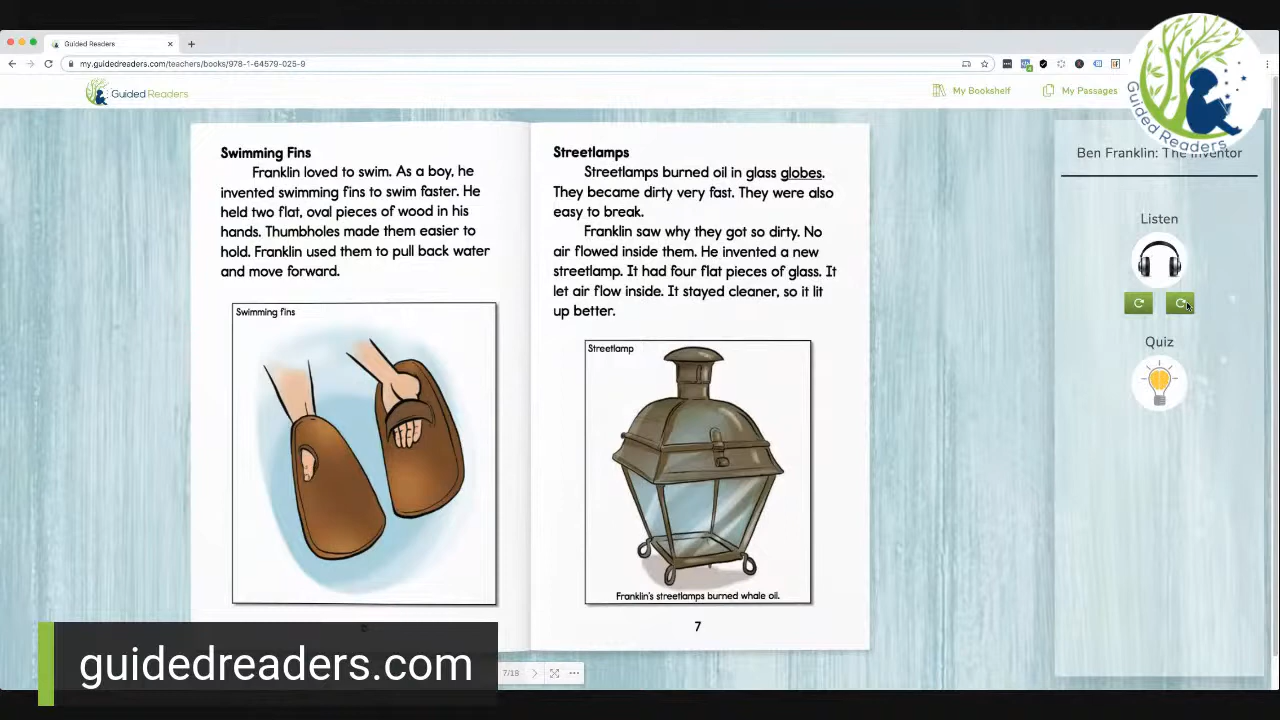 Guided Readers
my.guidedreaders.com/teachers/books/978-1-64579-025-9
Guided Readers
My Bookshelf
My Passages
Guided Readers
Swimming Fins
Franklin loved to swim. As a boy, he
invented swimming fins to swim faster. He
held two flat, oval pieces of wood in his
hands. Thumbholes made them easier to
hold. Franklin used them to pull back water
and move forward.
Swimming fins
Streetlamps
Streetlamps burned oil in glass globes.
They became dirty very fast. They were also
easy to break.
Franklin saw why they got so dirty. No
air flowed inside them. He invented a new
streetlamp. It had four flat pieces of glass. It
let air flow inside. It stayed cleaner, so it lit
up better.
Streetlamp
Franklin's streetlamps burned whale oil.
7
Ben Franklin: The Inventor
Listen
Quiz
7/18
guidedreaders.com